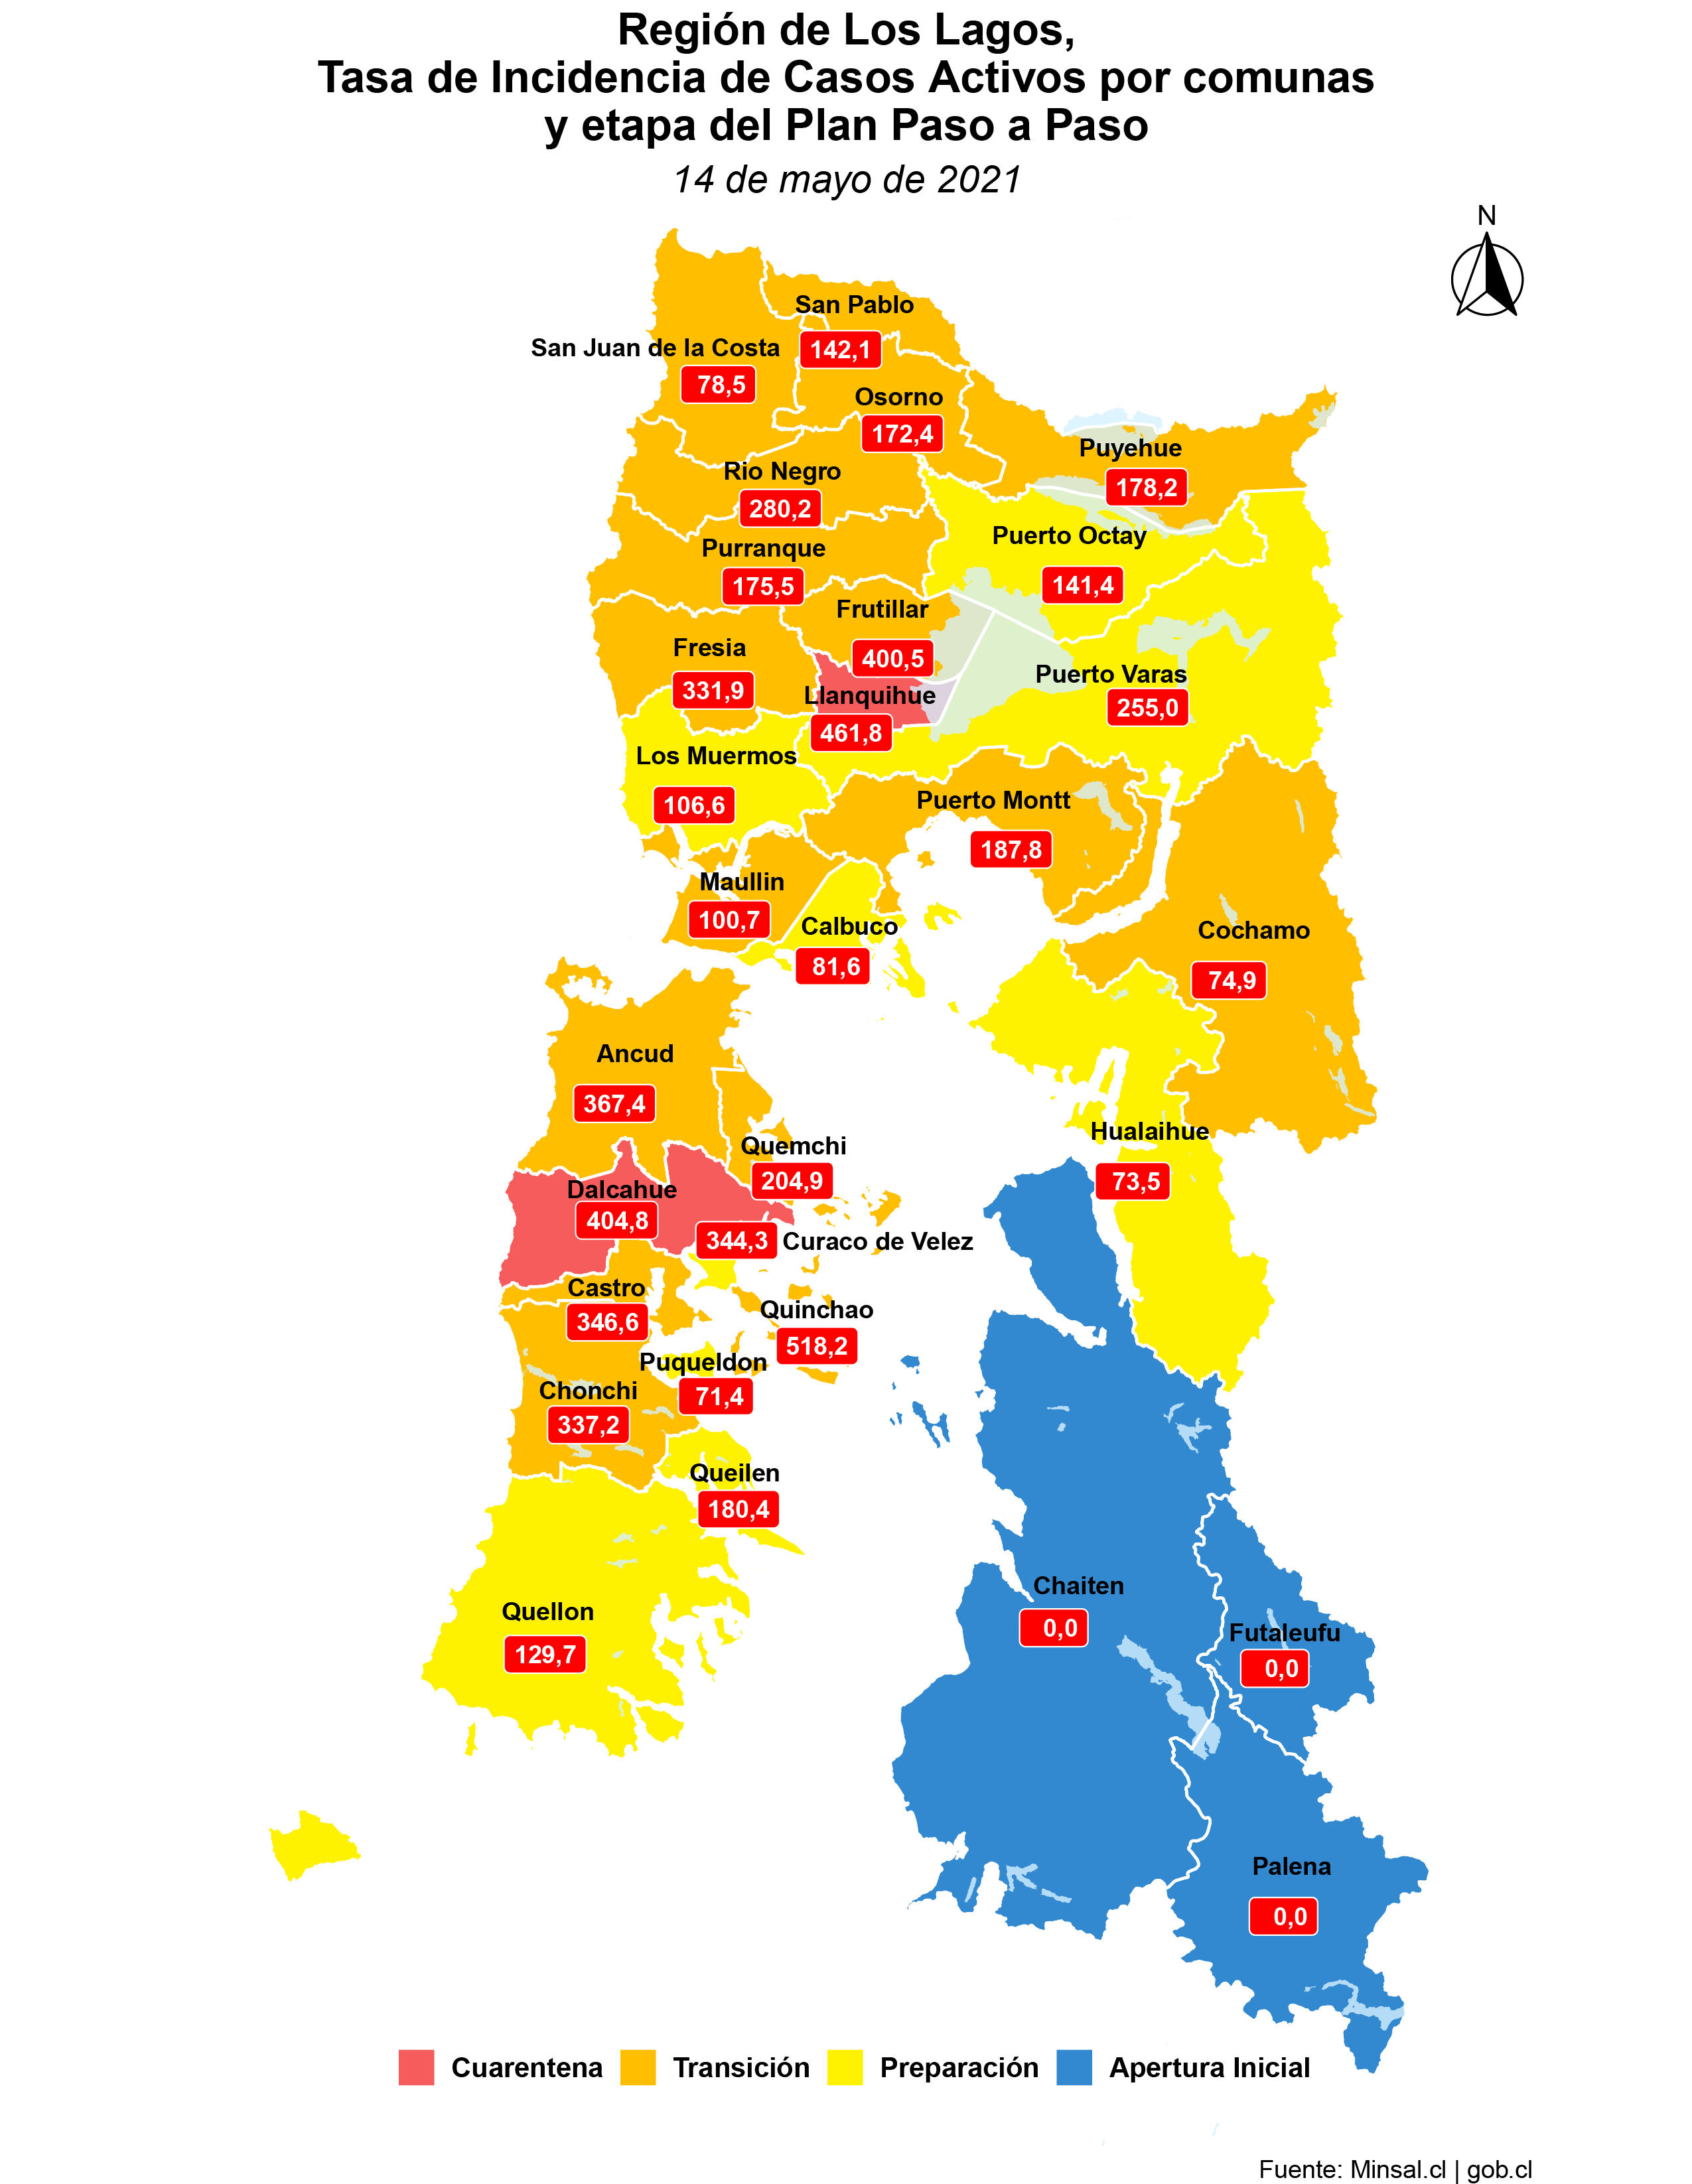 Región de Los Lagos,
Tasa de Incidencia de Casos Activos por comunas
y etapa del Plan Paso a Paso
14 de mayo de 2021
N
San Pablo
142,1
San Juan de la Costa
78,5
Osorno
172,4
Puyehue
178,2
Rio Negro
280,2
Puerto Octay
141,4
Purranque
175,5
Frutillar
400,5
Fresia
331,9
Puerto Varas
255,0
Llanquihue
461,8
Los Muermos
106,6
Puerto Montt
187,8
Maullin
100,7
Calbuco
81,6
Cochamo
74,9
Ancud
367,4
Hualaihue
73,5
Quemchi
204,9
Dalcahue
404,8
344,3 Curaco de Velez
Castro
346,6
Quinchao
518,2
Puqueldon
71,4
Chonchi
337,2
Queilen
180,4
Chaiten
0,0
Quellon
129,7
Futaleufu
0,0
Palena
0,0
Cuarentena Transición Preparación Apertura Inicial
Fuente: Minsal.cl | gob.cl